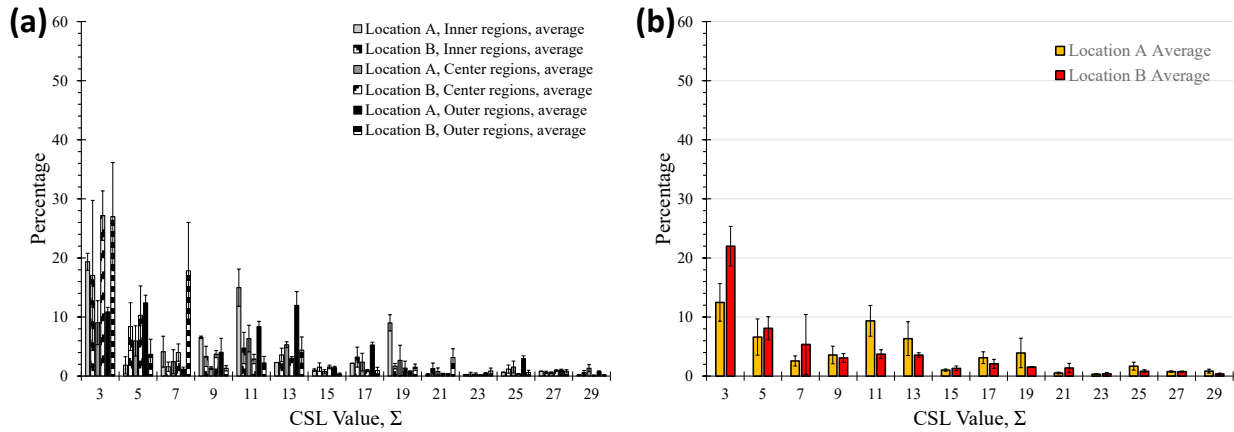 (a)
60
50
40
30
20
10
0
Percentage
Location A, Inner regions, average
Location B, Inner regions, average
Location A, Center regions, average
Location B, Center regions, average
Location A, Outer regions, average
Location B, Outer regions, average
3 5 7 9 11 13 15 17 19 21 23 25 27 29
CSL Value, Σ
(b)
60
50
40
30
20
10
0
Percentage
Location A Average
Location B Average
3 5 7 9 11 13 15 17 19 21 23 25 27 29
CSL Value, Σ